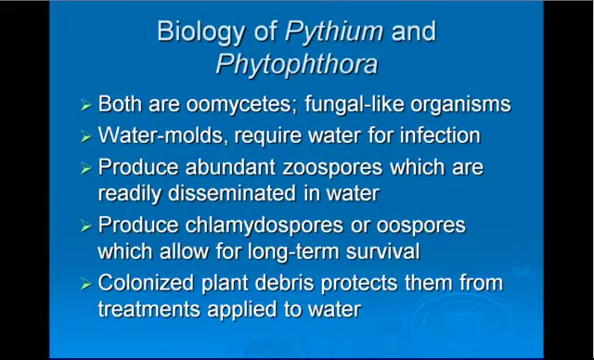 Biology of Pythium and
Phytophthora
➢ Both are oomycetes; fungal-like organisms
➢ Water-molds, require water for infection
➢ Produce abundant zoospores which are
readily disseminated in water
➢ Produce chlamydospores or oospores
which allow for long-term survival
➢ Colonized plant debris protects them from
treatments applied to water